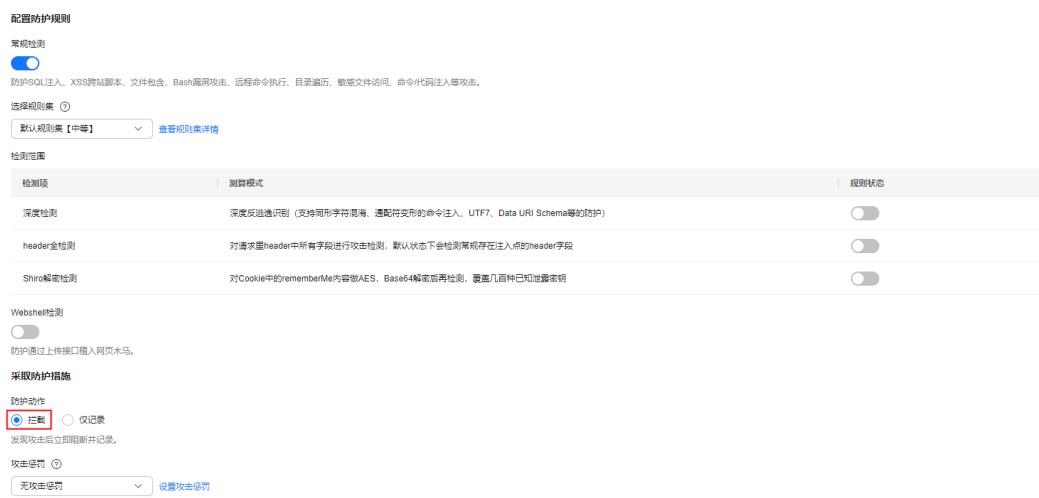 配置防护规则
常规检测
防护SQL注入、XSS跨站脚本、文件包含、Bash漏洞攻击、远程命令执行、目录遍历、敏感文件访问、命令/代码注入等攻击。
选择规则集 ?
默认规则集【中等】 查看规则集详情
检测范围
检测项 测算模式 规则状态
深度检测 深度反逃逸识别（支持同形字符混淆、通配符变形的命令注入、UTF7、Data URI Schema等的防护）
header全检测 对请求里header中所有字段进行攻击检测，默认状态下会检测常规存在注入点的header字段
Shiro解密检测 对Cookie中的rememberMe内容做AES，Base64解密后再检测，覆盖几百种已知泄露密钥
Webshell检测
防护通过上传接口植入网页木马。
采取防护措施
防护动作
拦截 仅记录
发现攻击后立即阻断并记录。
攻击惩罚 ?
无攻击惩罚 设置攻击惩罚